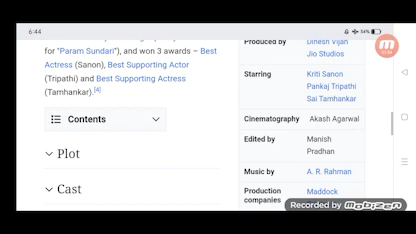 6:44
34%
for "Param Sundari"), and won 3 awards – Best
Actress (Sanon), Best Supporting Actor
(Tripathi) and Best Supporting Actress
(Tamhankar).[4]
Contents
Plot
Cast
Produced by
Dinesh Vijan
Jio Studios
Starring
Kriti Sanon
Pankaj Tripathi
Sai Tamhankar
Cinematography
Akash Agarwal
Edited by
Manish
Pradhan
Music by
A. R. Rahman
Production
companies
Maddock
Recorded by
MOBIZEN